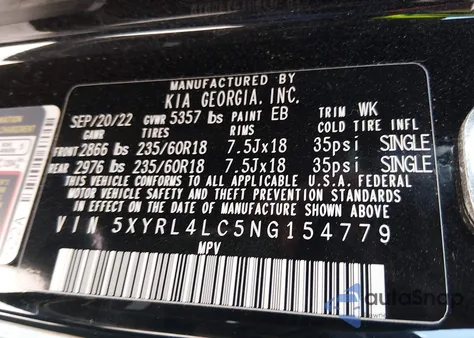 MANUFACTURED BY
KIA GEORGIA, INC.
SEP/20/22 GVWR 5357 lbs PAINT EB TRIM WK
GAWR TIRES RIMS COLD TIRE INFL
FRONT 2866 lbs 235/60R18 7.5Jx18 35psi SINGLE
REAR 2976 lbs 235/60R18 7.5Jx18 35psi SINGLE
THIS VEHICLE CONFORMS TO ALL APPLICABLE U.S.A. FEDERAL
MOTOR VEHICLE SAFETY AND THEFT PREVENTION STANDARDS
IN EFFECT ON THE DATE OF MANUFACTURE SHOWN ABOVE.
VIN 5XYRL4LC5NG154779
MPV
autoSnap